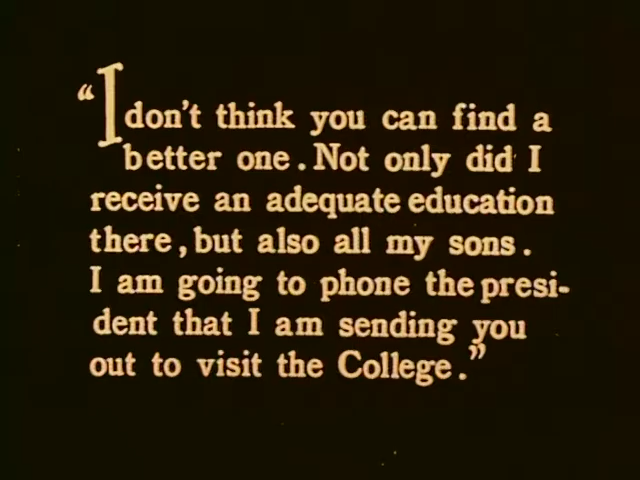 “I don't think you can find a
better one. Not only did I
receive an adequate education
there, but also all my sons.
I am going to phone the presi-
dent that I am sending you
out to visit the College.”